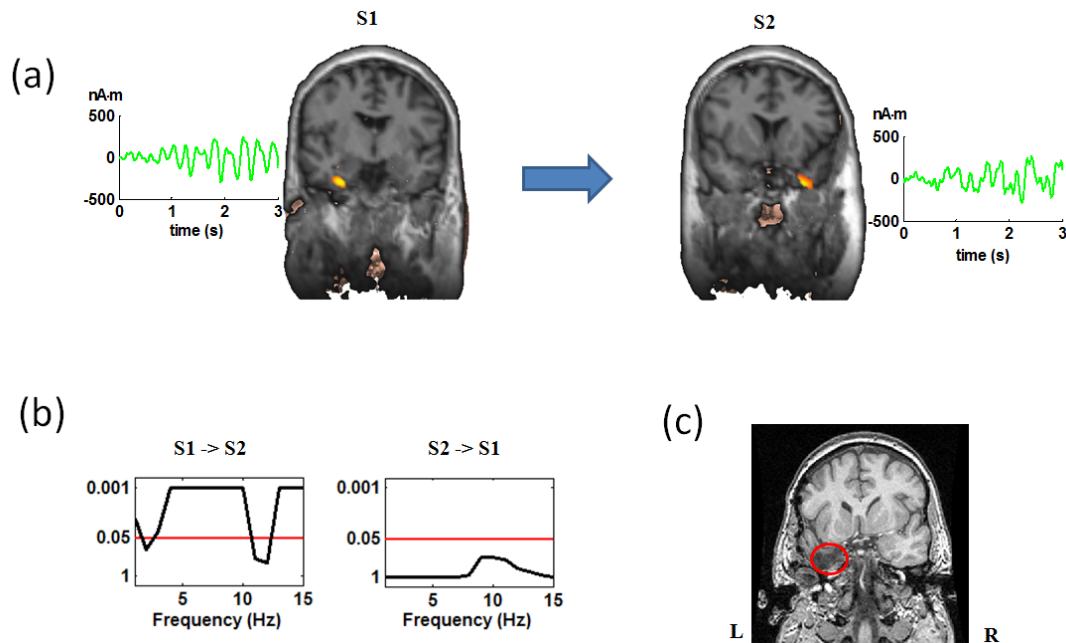 S1
S2
(a)
nA·m
500
0
-500
0 1 2 3
time (s)
nA·m
500
0
-500
0 1 2 3
time (s)
(b)
S1 -> S2
0.001
0.05
1
5 10 15
Frequency (Hz)
S2 -> S1
0.001
0.05
1
5 10 15
Frequency (Hz)
(c)
L
R